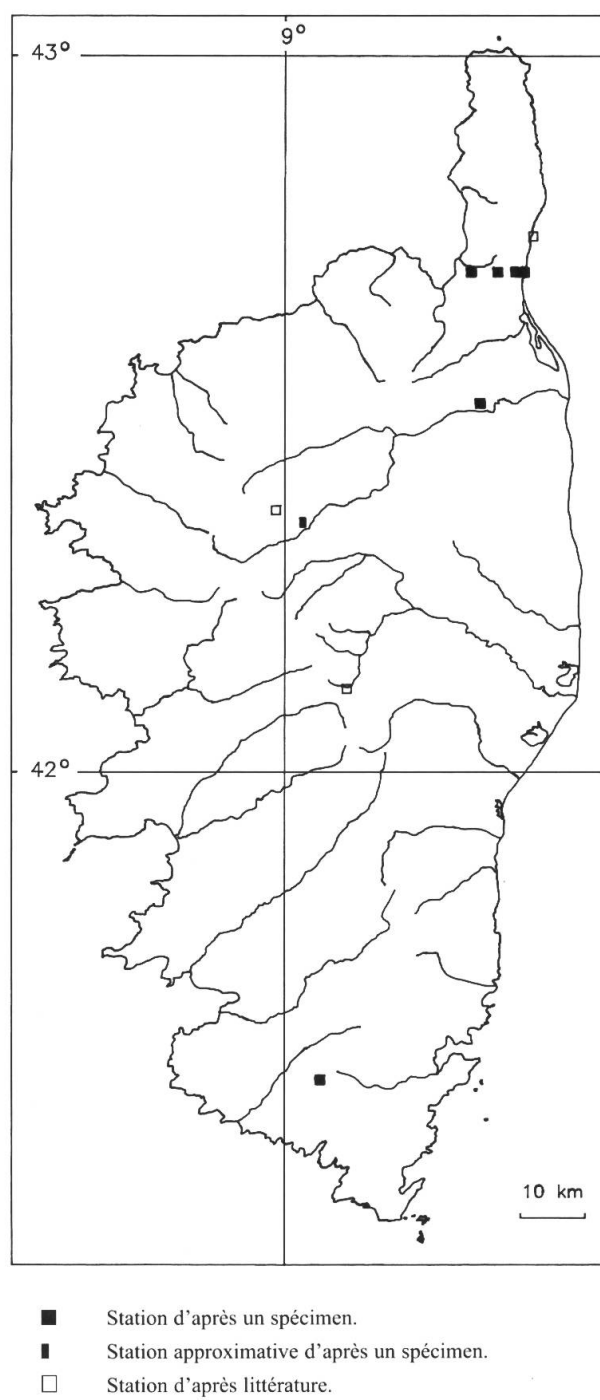 9°
43°
42°
10 km
Station d'après un spécimen.
Station approximative d'après un spécimen.
Station d'après littérature.